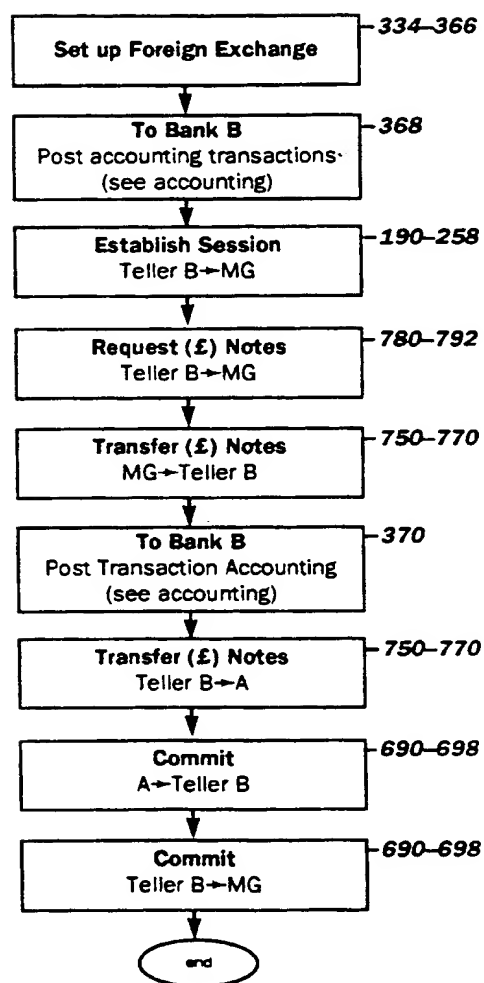 Set up Foreign Exchange
334–366
To Bank B
368
Post accounting transactions
(see accounting)
Establish Session
190–258
Teller B→MG
Request (£) Notes
780–792
Teller B→MG
Transfer (£) Notes
750–770
MG→Teller B
To Bank B
370
Post Transaction Accounting
(see accounting)
Transfer (£) Notes
750–770
Teller B→A
Commit
690–698
A→Teller B
Commit
690–698
Teller B→MG
end